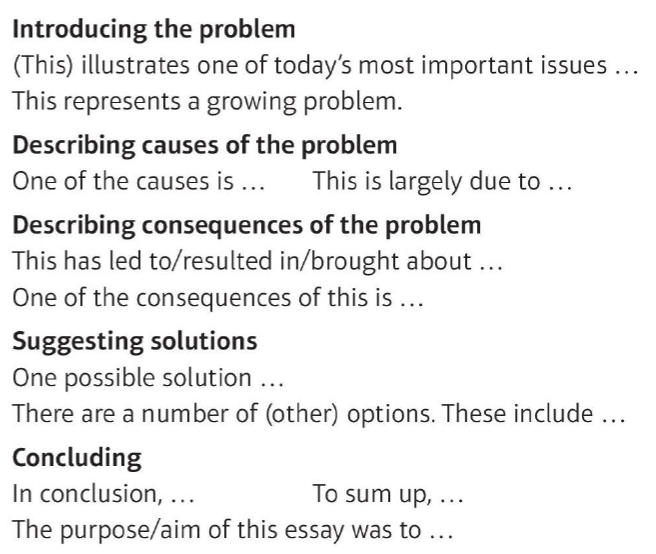 Introducing the problem
(This) illustrates one of today's most important issues …
This represents a growing problem.
Describing causes of the problem
One of the causes is … This is largely due to …
Describing consequences of the problem
This has led to/resulted in/brought about …
One of the consequences of this is …
Suggesting solutions
One possible solution …
There are a number of (other) options. These include …
Concluding
In conclusion, … To sum up, …
The purpose/aim of this essay was to …